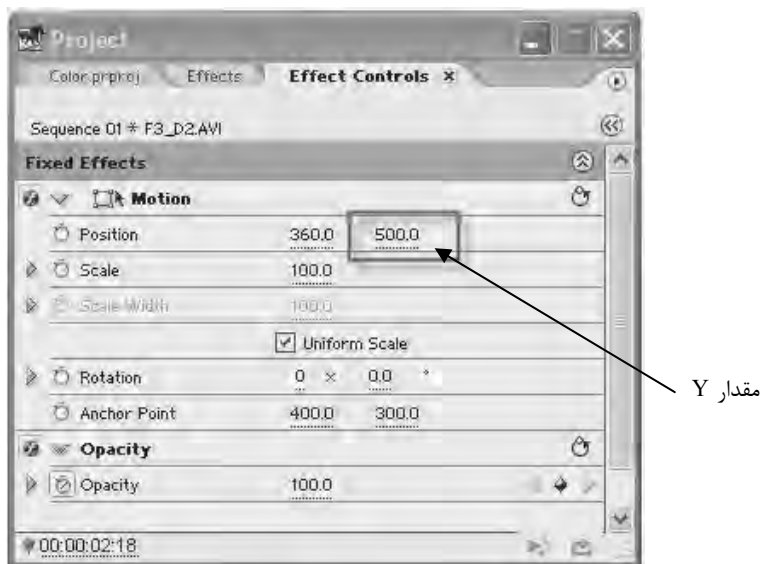 Project
Color.prproj Effects Effect Controls ×
Sequence 01 * F3_D2.AVI
Fixed Effects
Motion
Position 360.0 500.0
Scale 100.0
Scale Width 100.0
Uniform Scale
Rotation 0 × 0.0 °
Anchor Point 400.0 300.0
Opacity
Opacity 100.0
00:00:02:18
مقدار Y